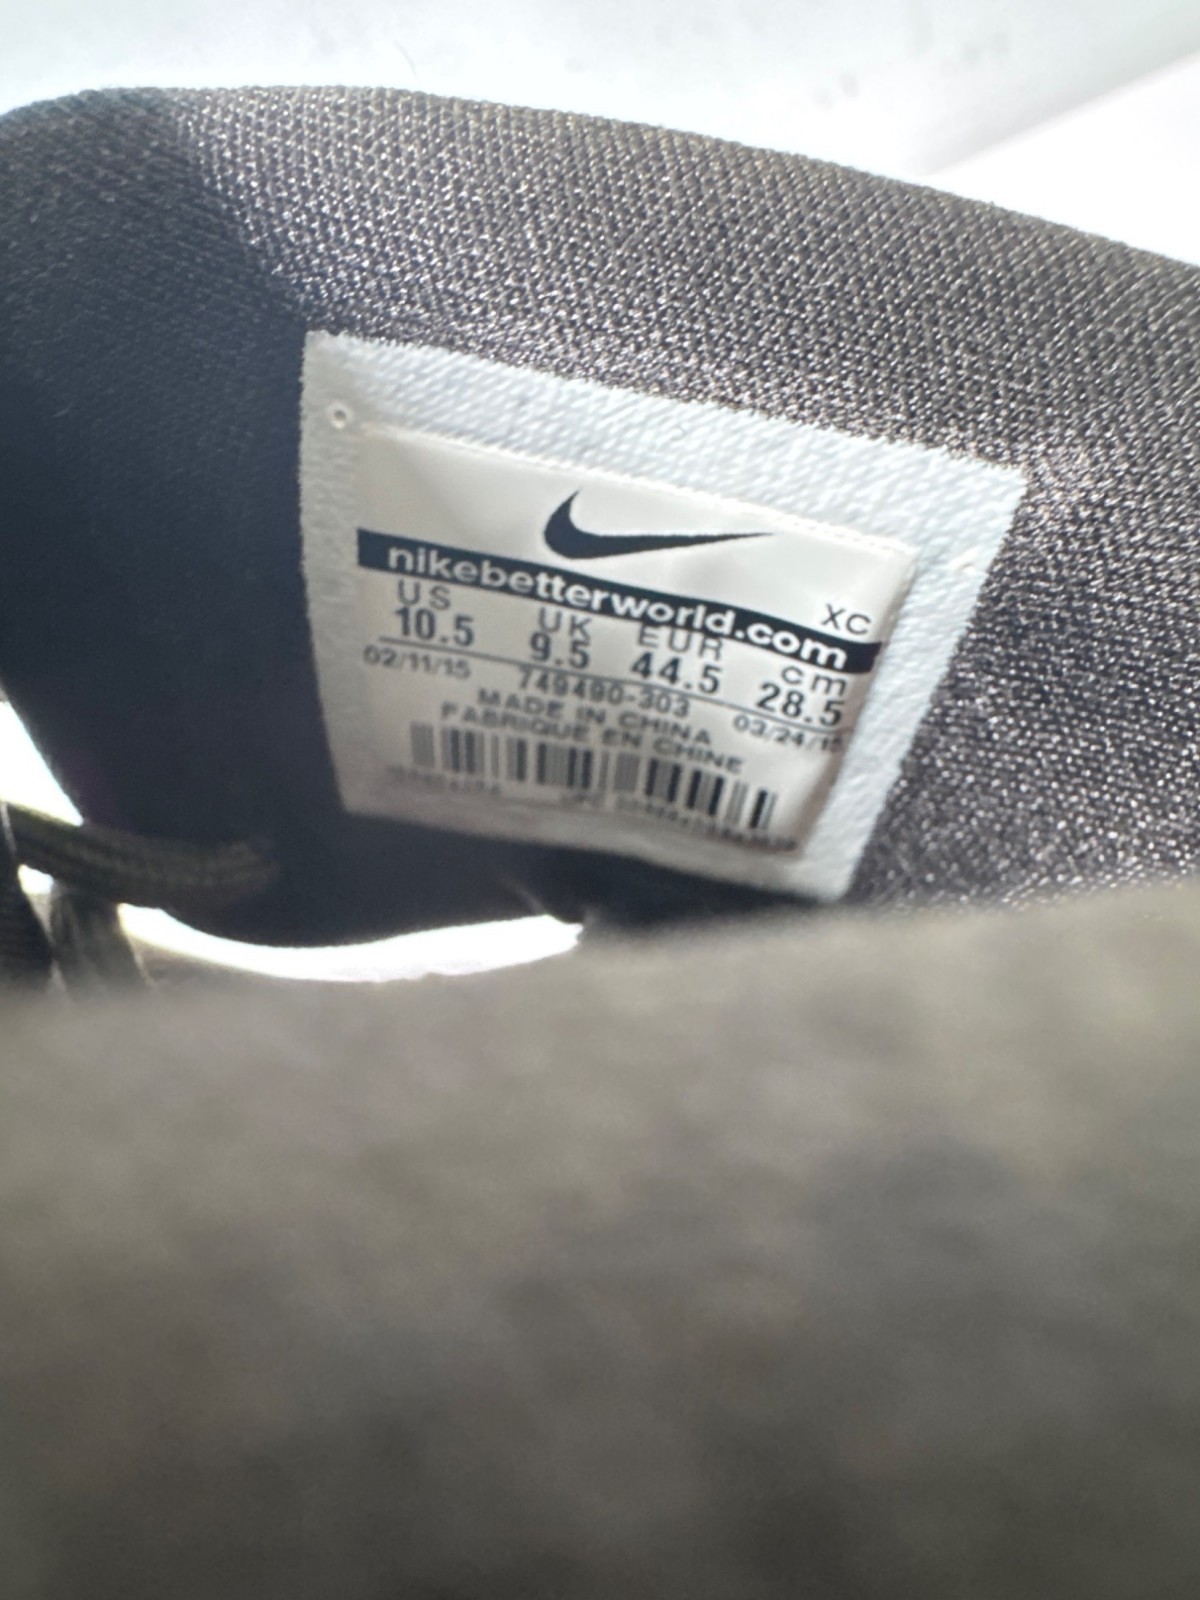 XC
nikebetterworld.com
US UK EUR cm
10.5 9.5 44.5 28.5
02/11/15 749490-303 03/24/15
MADE IN CHINA
FABRIQUE EN CHINE